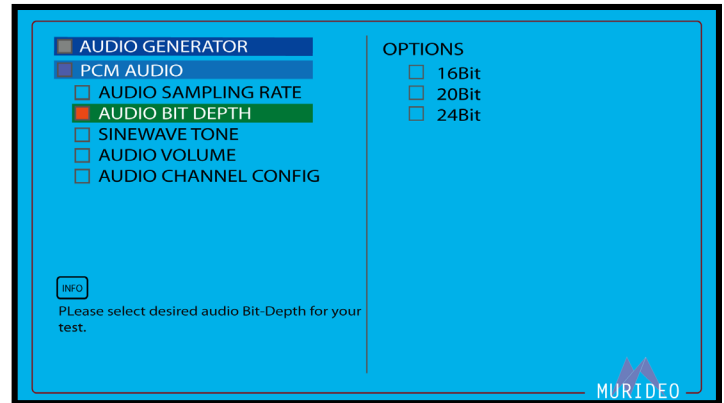 AUDIO GENERATOR
PCM AUDIO
AUDIO SAMPLING RATE
AUDIO BIT DEPTH
SINEWAVE TONE
AUDIO VOLUME
AUDIO CHANNEL CONFIG
INFO
PLease select desired audio Bit-Depth for your
test.
OPTIONS
16Bit
20Bit
24Bit
MURIDEO